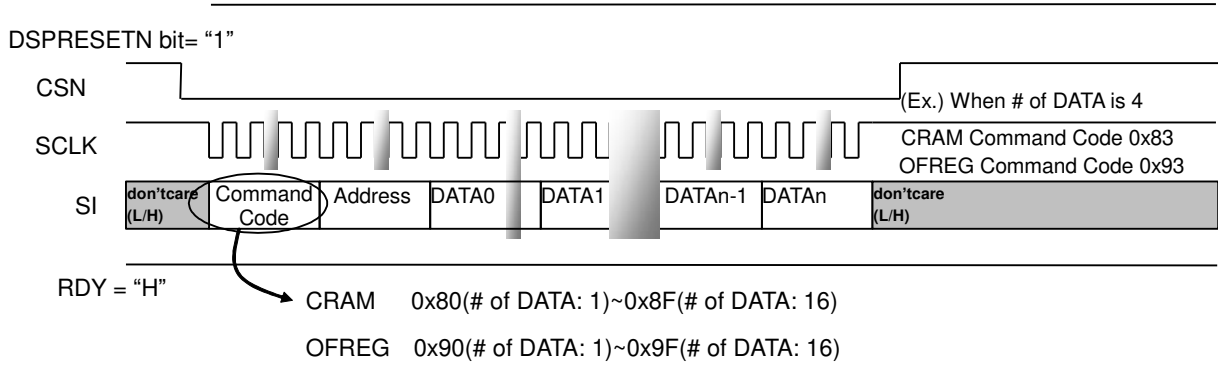 DSPRESETN bit= “1”
CSN
(Ex.) When # of DATA is 4
SCLK
CRAM Command Code 0x83
OFREG Command Code 0x93
SI
don'tcare
(L/H)
Command
Code
Address
DATA0
DATA1
DATAn-1
DATAn
don'tcare
(L/H)
RDY = “H”
CRAM 0x80(# of DATA: 1)~0x8F(# of DATA: 16)
OFREG 0x90(# of DATA: 1)~0x9F(# of DATA: 16)